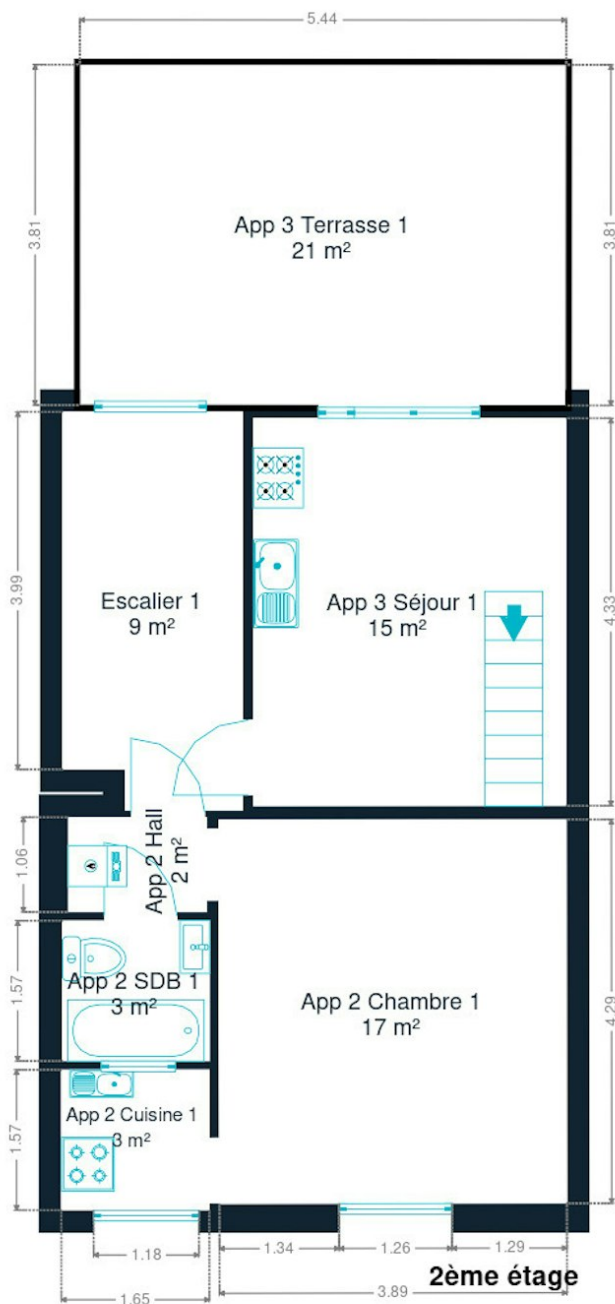 5.44
3.81
3.81
App 3 Terrasse 1
21 m²
3.99
4.33
Escalier 1
9 m²
App 3 Séjour 1
15 m²
1.06
App 2 Hall
2 m²
1.57
App 2 SDB 1
3 m²
App 2 Chambre 1
17 m²
4.29
1.57
App 2 Cuisine 1
3 m²
1.18
1.34
1.26
1.29
1.65
3.89
2ème étage